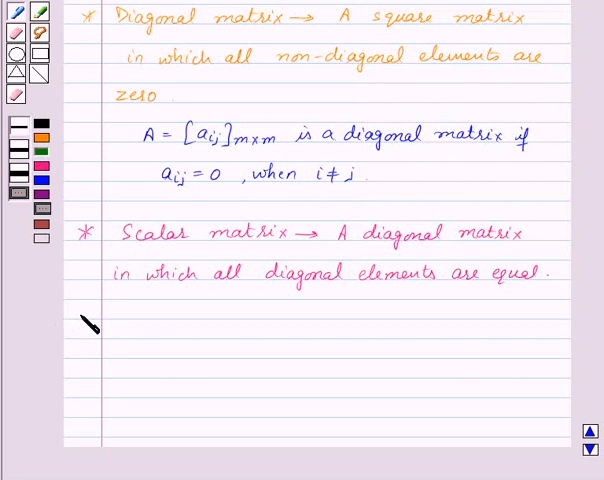 * Diagonal matrix → A square matrix
in which all non-diagonal elements are
zero.
A = [aij]m×m is a diagonal matrix if
aij = 0 , when i ≠ j.
* Scalar matrix → A diagonal matrix
in which all diagonal elements are equal.